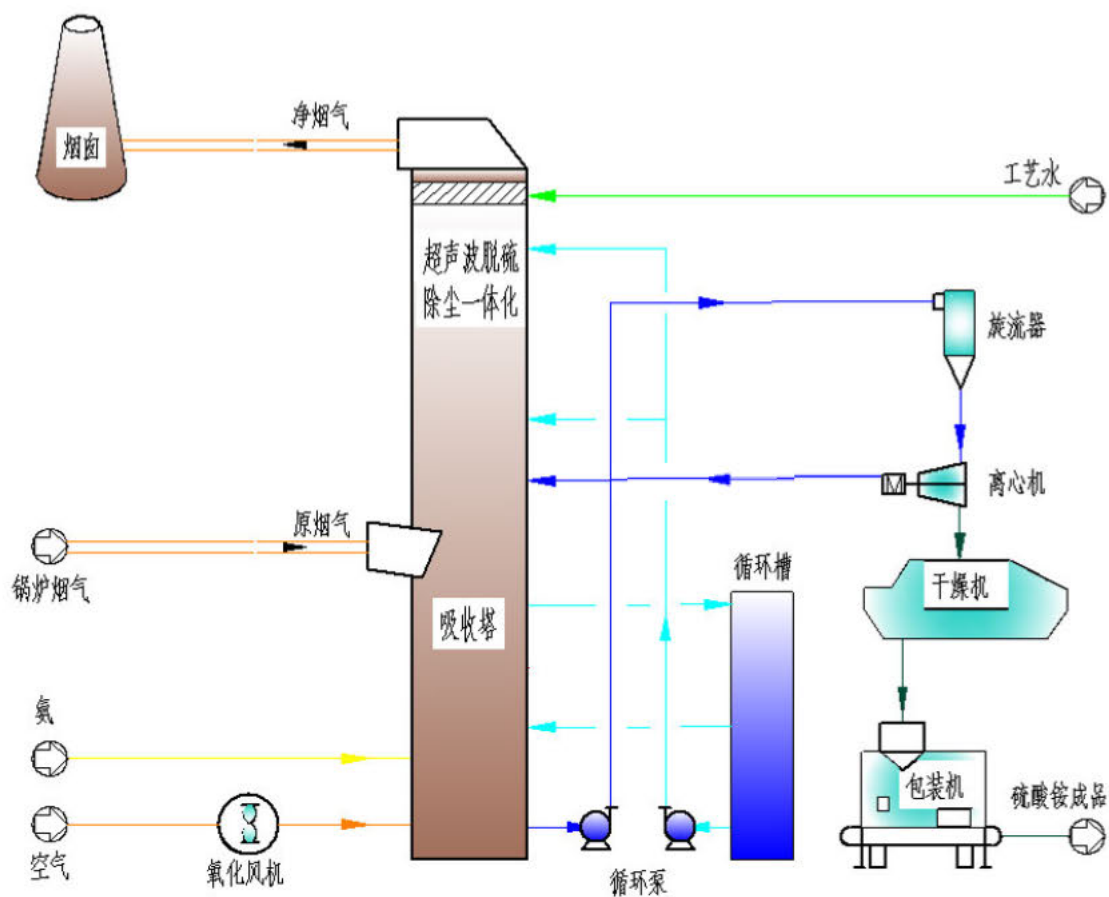 净烟气
烟囱
工艺水
超声波脱硫
除尘一体化
旋流器
离心机
原烟气
锅炉烟气
循环槽
干燥机
吸收塔
氨
包装机
硫酸铵成品
空气
氧化风机
循环泵
M